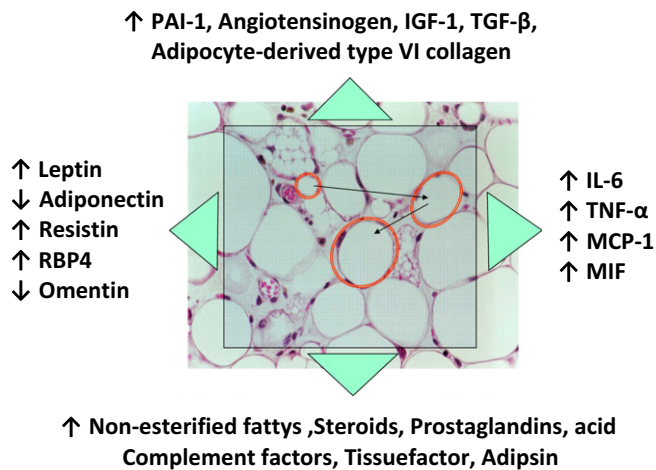 ↑ PAI-1, Angiotensinogen, IGF-1, TGF-β,
Adipocyte-derived type VI collagen
↑ Leptin
↓ Adiponectin
↑ Resistin
↑ RBP4
↓ Omentin
↑ IL-6
↑ TNF-α
↑ MCP-1
↑ MIF
↑ Non-esterified fattys ,Steroids, Prostaglandins, acid
Complement factors, Tissuefactor, Adipsin